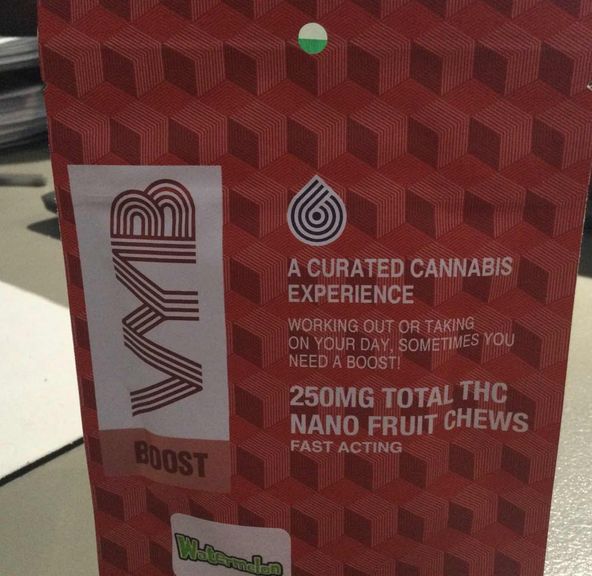 VYB
BOOST
A CURATED CANNABIS
EXPERIENCE
WORKING OUT OR TAKING
ON YOUR DAY, SOMETIMES YOU
NEED A BOOST!
250MG TOTAL THC
NANO FRUIT CHEWS
FAST ACTING
Watermelon